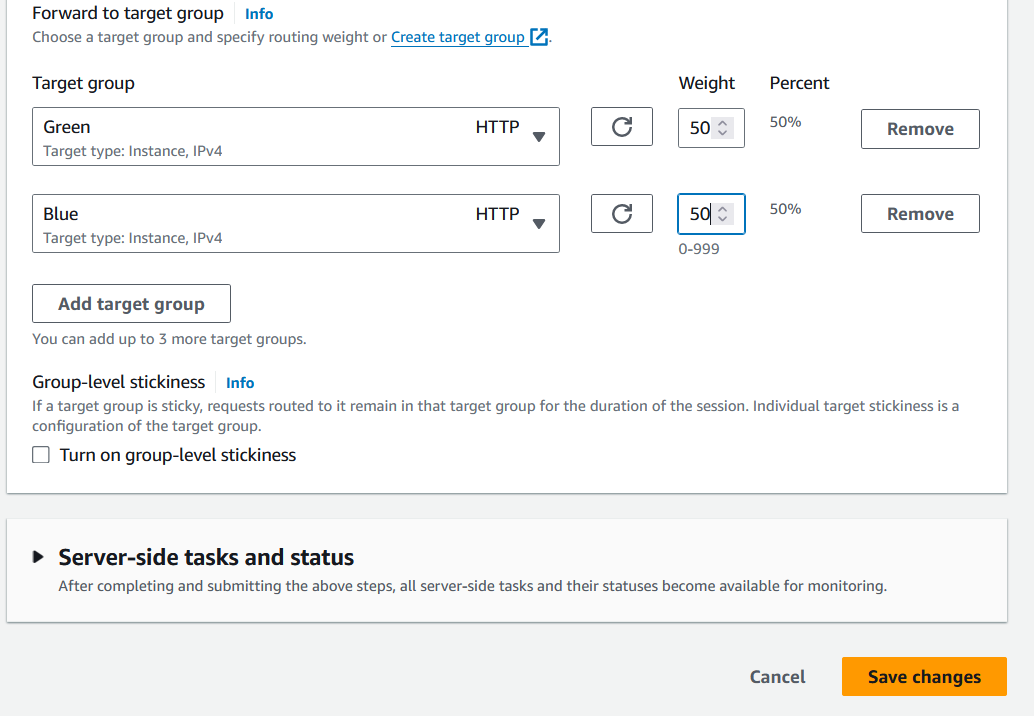 Forward to target group Info
Choose a target group and specify routing weight or Create target group.
Target group Weight Percent
Green HTTP 50 50% Remove
Target type: Instance, IPv4
Blue HTTP 50 50% Remove
Target type: Instance, IPv4
0-999
Add target group
You can add up to 3 more target groups.
Group-level stickiness Info
If a target group is sticky, requests routed to it remain in that target group for the duration of the session. Individual target stickiness is a
configuration of the target group.
Turn on group-level stickiness
Server-side tasks and status
After completing and submitting the above steps, all server-side tasks and their statuses become available for monitoring.
Cancel Save changes